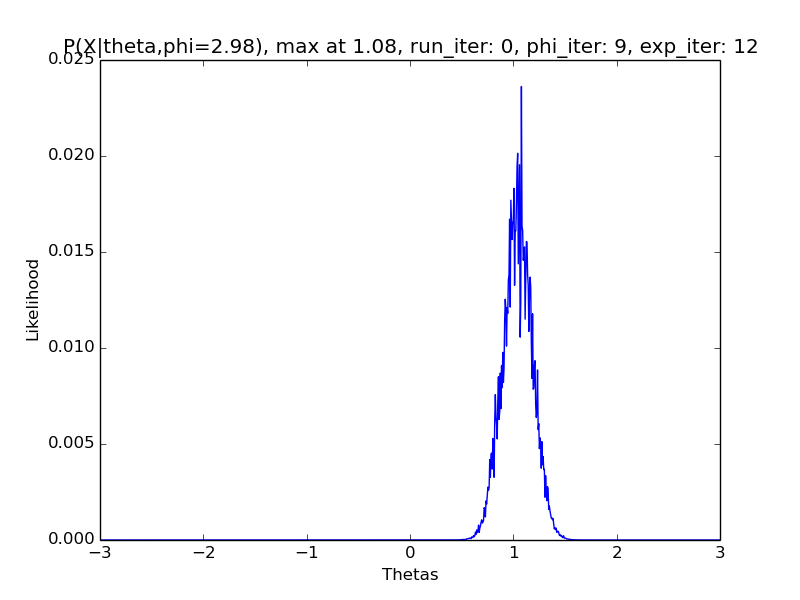 P(X|theta,phi=2.98), max at 1.08, run_iter: 0, phi_iter: 9, exp_iter: 12
0.025
0.020
0.015
0.010
0.005
0.000
Likelihood
−3 −2 −1 0 1 2 3
Thetas